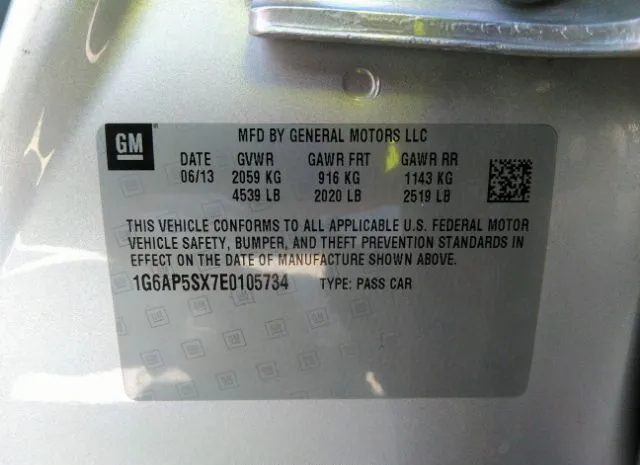 GM MFD BY GENERAL MOTORS LLC
DATE GVWR GAWR FRT GAWR RR
06/13 2059 KG 916 KG 1143 KG
4539 LB 2020 LB 2519 LB
THIS VEHICLE CONFORMS TO ALL APPLICABLE U.S. FEDERAL MOTOR
VEHICLE SAFETY, BUMPER, AND THEFT PREVENTION STANDARDS IN
EFFECT ON THE DATE OF MANUFACTURE SHOWN ABOVE.
1G6AP5SX7E0105734 TYPE: PASS CAR